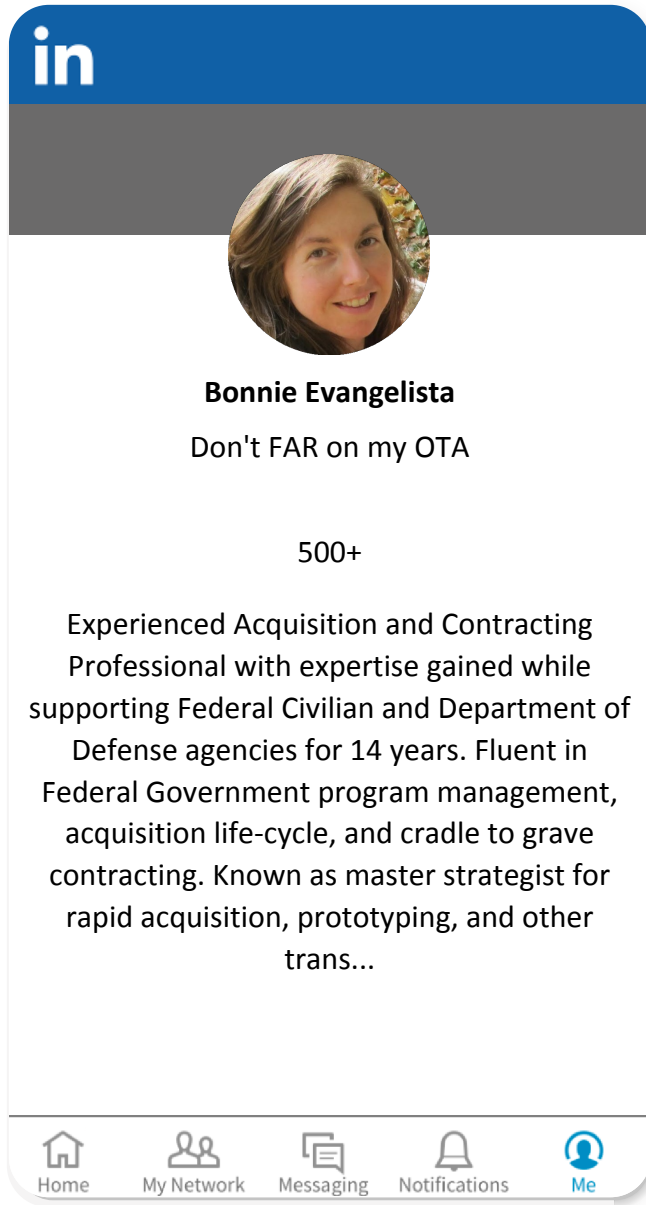 in
Bonnie Evangelista
Don't FAR on my OTA
500+
Experienced Acquisition and Contracting
Professional with expertise gained while
supporting Federal Civilian and Department of
Defense agencies for 14 years. Fluent in
Federal Government program management,
acquisition life-cycle, and cradle to grave
contracting. Known as master strategist for
rapid acquisition, prototyping, and other
trans...
Home My Network Messaging Notifications Me